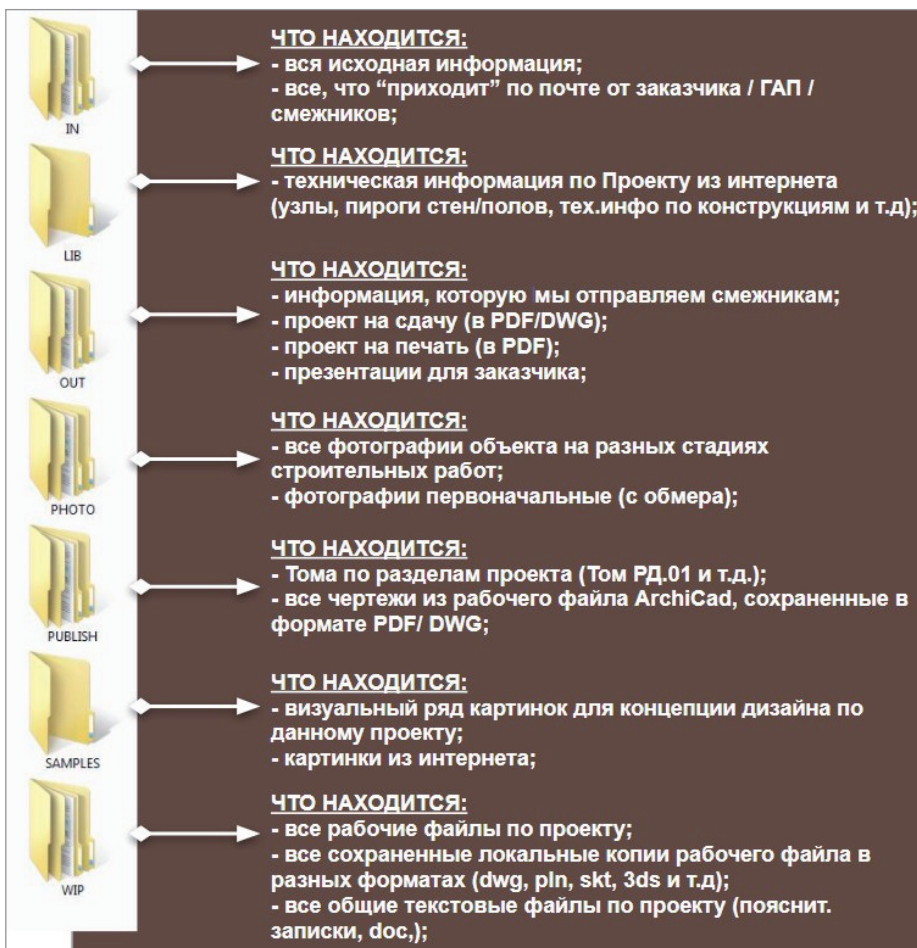 ЧТО НАХОДИТСЯ:
- вся исходная информация;
- все, что “приходит” по почте от заказчика / ГАП /
смежников;
IN
ЧТО НАХОДИТСЯ:
- техническая информация по Проекту из интернета
(узлы, пироги стен/полов, тех.инфо по конструкциям и т.д);
LIB
ЧТО НАХОДИТСЯ:
- информация, которую мы отправляем смежникам;
- проект на сдачу (в PDF/DWG);
- проект на печать (в PDF);
- презентации для заказчика;
OUT
ЧТО НАХОДИТСЯ:
- все фотографии объекта на разных стадиях
строительных работ;
- фотографии первоначальные (с обмера);
PHOTO
ЧТО НАХОДИТСЯ:
- Тома по разделам проекта (Том РД.01 и т.д.);
- все чертежи из рабочего файла ArchiCad, сохраненные в
формате PDF/ DWG;
PUBLISH
ЧТО НАХОДИТСЯ:
- визуальный ряд картинок для концепции дизайна по
данному проекту;
- картинки из интернета;
SAMPLES
ЧТО НАХОДИТСЯ:
- все рабочие файлы по проекту;
- все сохраненные локальные копии рабочего файла в
разных форматах (dwg, pln, skt, 3ds и т.д);
- все общие текстовые файлы по проекту (пояснит.
записки, doc,);
WIP